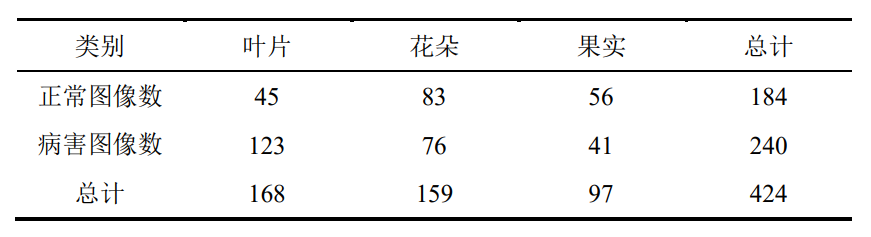 类别 叶片 花朵 果实 总计
正常图像数 45 83 56 184
病害图像数 123 76 41 240
总计 168 159 97 424